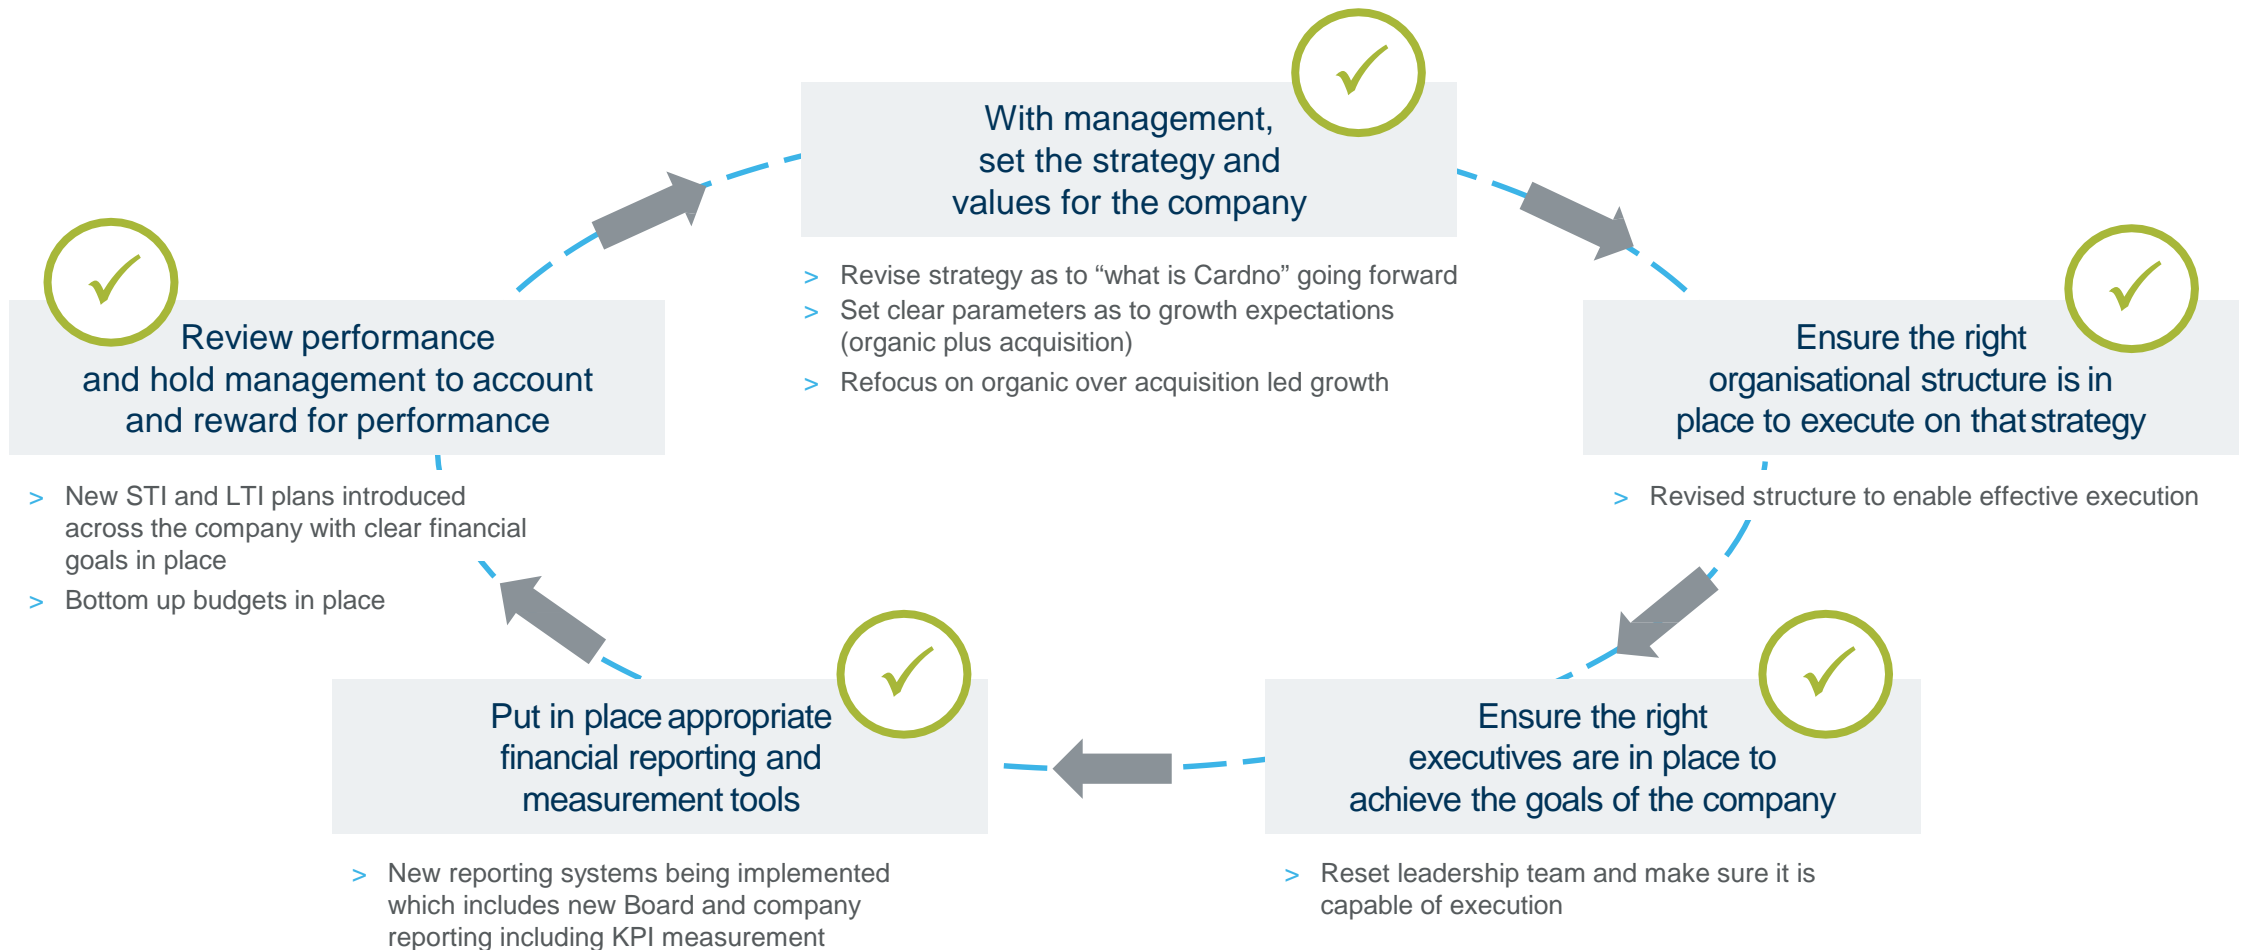 With management,
set the strategy and
values for the company
> Revise strategy as to “what is Cardno” going forward
> Set clear parameters as to growth expectations
(organic plus acquisition)
> Refocus on organic over acquisition led growth
Ensure the right
organisational structure is in
place to execute on that strategy
> Revised structure to enable effective execution
Ensure the right
executives are in place to
achieve the goals of the company
> Reset leadership team and make sure it is
capable of execution
Put in place appropriate
financial reporting and
measurement tools
> New reporting systems being implemented
which includes new Board and company
reporting including KPI measurement
Review performance
and hold management to account
and reward for performance
> New STI and LTI plans introduced
across the company with clear financial
goals in place
> Bottom up budgets in place